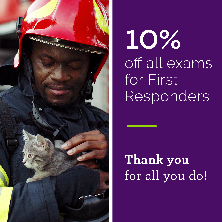 10%
off all exams
for First
Responders
Thank you
for all you do!